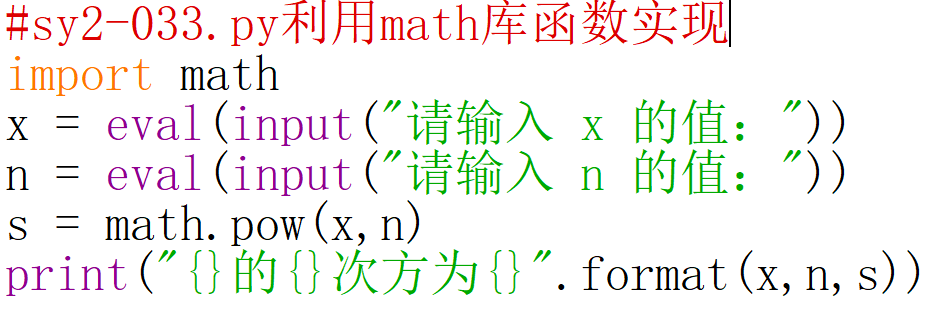 #sy2-033.py利用math库函数实现
import math
x = eval(input("请输入 x 的值："))
n = eval(input("请输入 n 的值："))
s = math.pow(x,n)
print("{}的{}次方为{}".format(x,n,s))